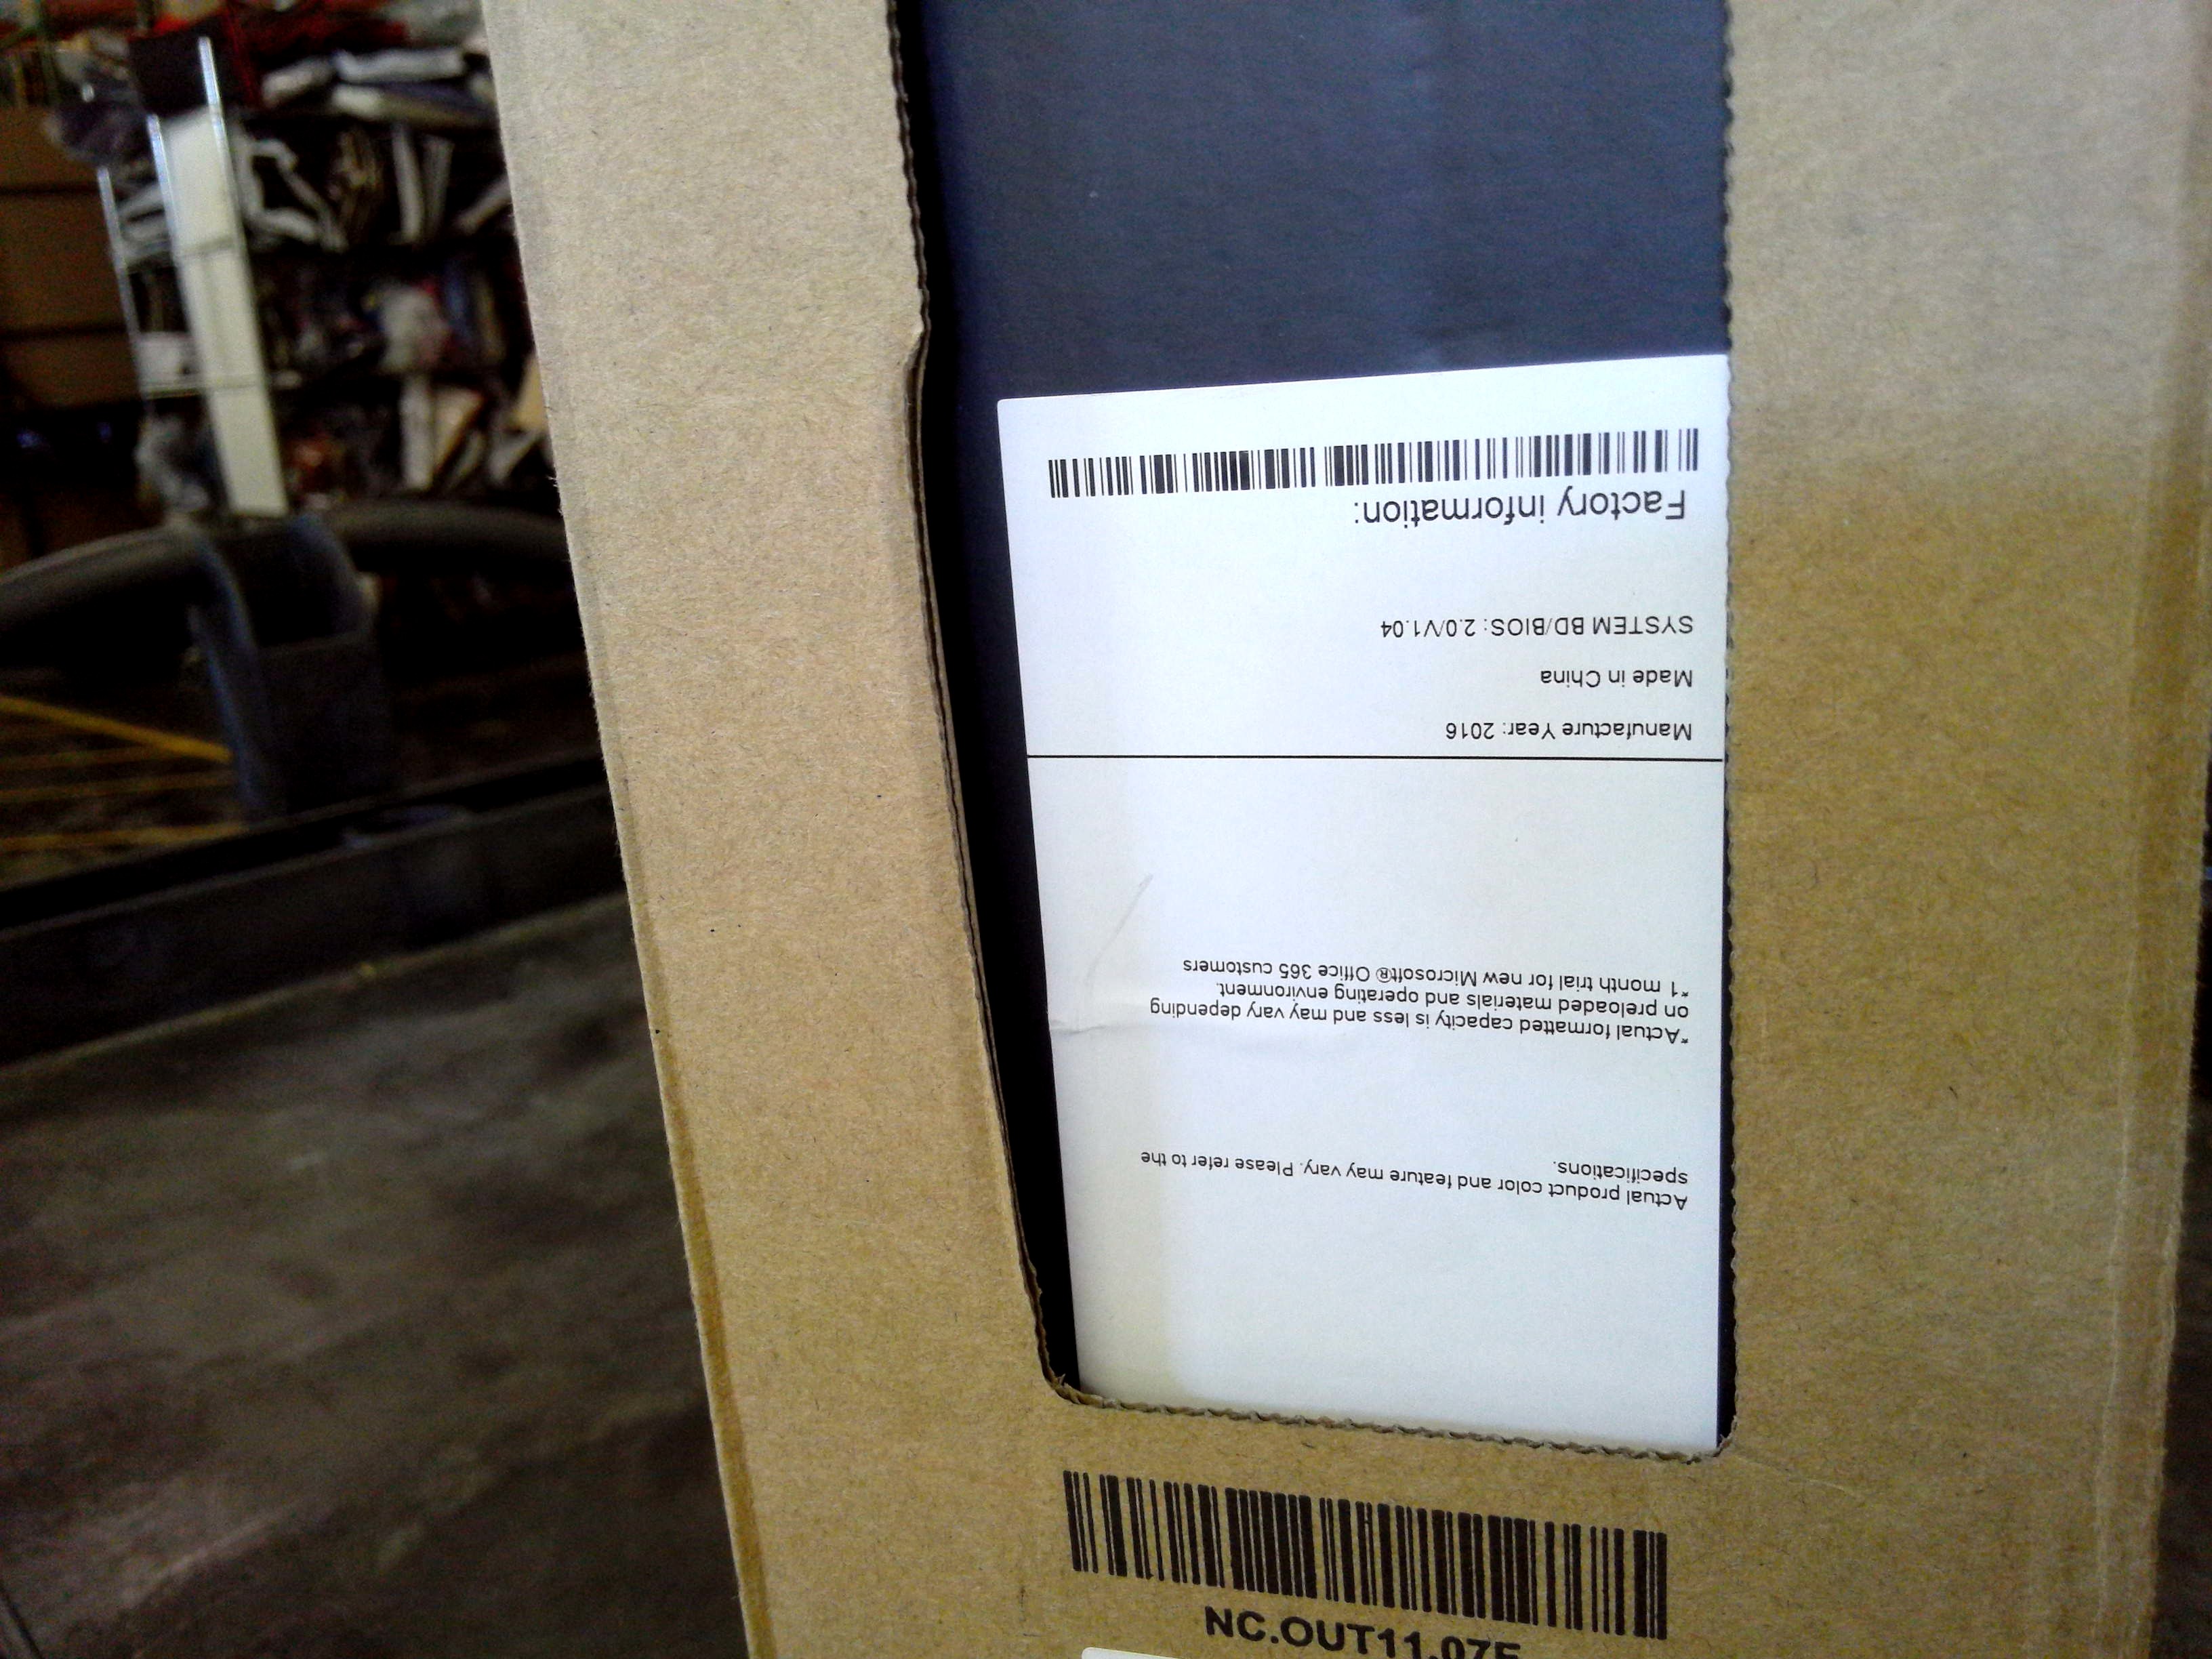 Actual product color and feature may vary. Please refer to the
specifications.
*Actual formatted capacity is less and may vary depending
on preloaded materials and operating environment.
*1 month trial for new Microsoft® Office 365 customers
Manufacture Year: 2016
Made in China
SYSTEM BD/BIOS: 2.0/V1.04
Factory information:
NC.OUT11.07F